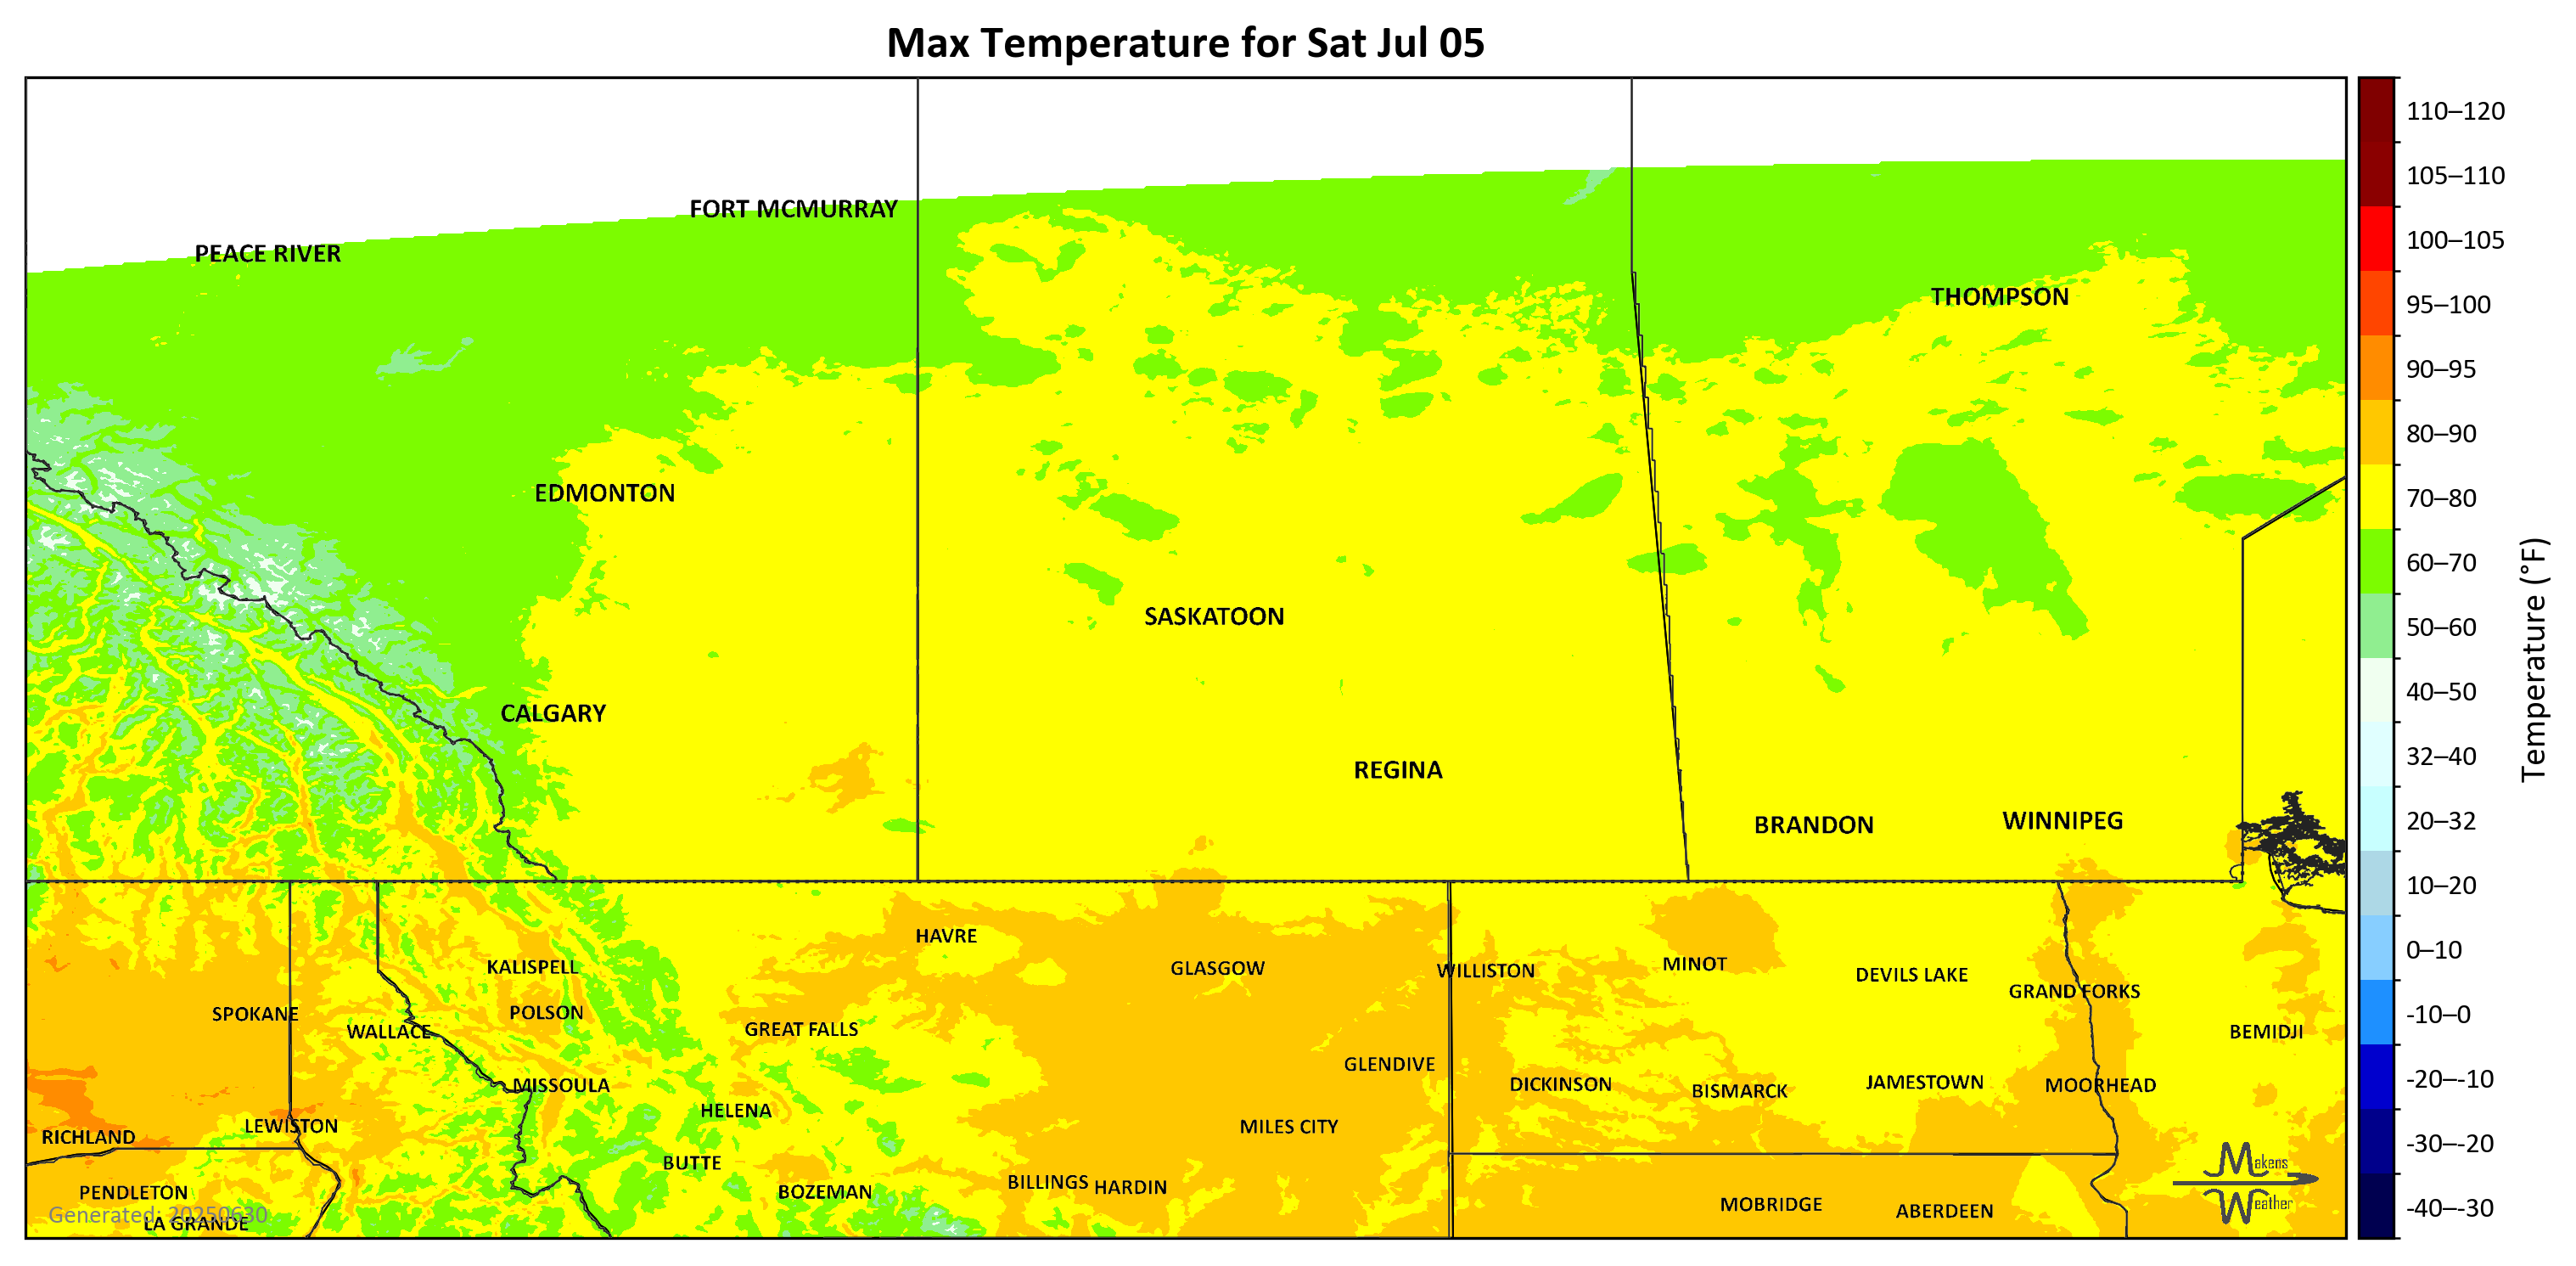 Max Temperature for Sat Jul 05
110–120
105–110
100–105
95–100
90–95
80–90
70–80
60–70
50–60
40–50
32–40
20–32
10–20
0–10
-10–0
-20–-10
-30–-20
-40–-30
Temperature (°F)
FORT MCMURRAY
PEACE RIVER
THOMPSON
EDMONTON
SASKATOON
CALGARY
REGINA
BRANDON
WINNIPEG
HAVRE
KALISPELL
GLASGOW
WILLISTON
MINOT
DEVILS LAKE
GRAND FORKS
SPOKANE
POLSON
WALLACE
GREAT FALLS
BEMIDJI
GLENDIVE
MISSOULA
DICKINSON
BISMARCK
JAMESTOWN
MOORHEAD
HELENA
LEWISTON
MILES CITY
RICHLAND
BUTTE
BILLINGS
HARDIN
BOZEMAN
PENDLETON
MOBRIDGE
ABERDEEN
LA GRANDE
Generated: 20250630
Makens
Weather